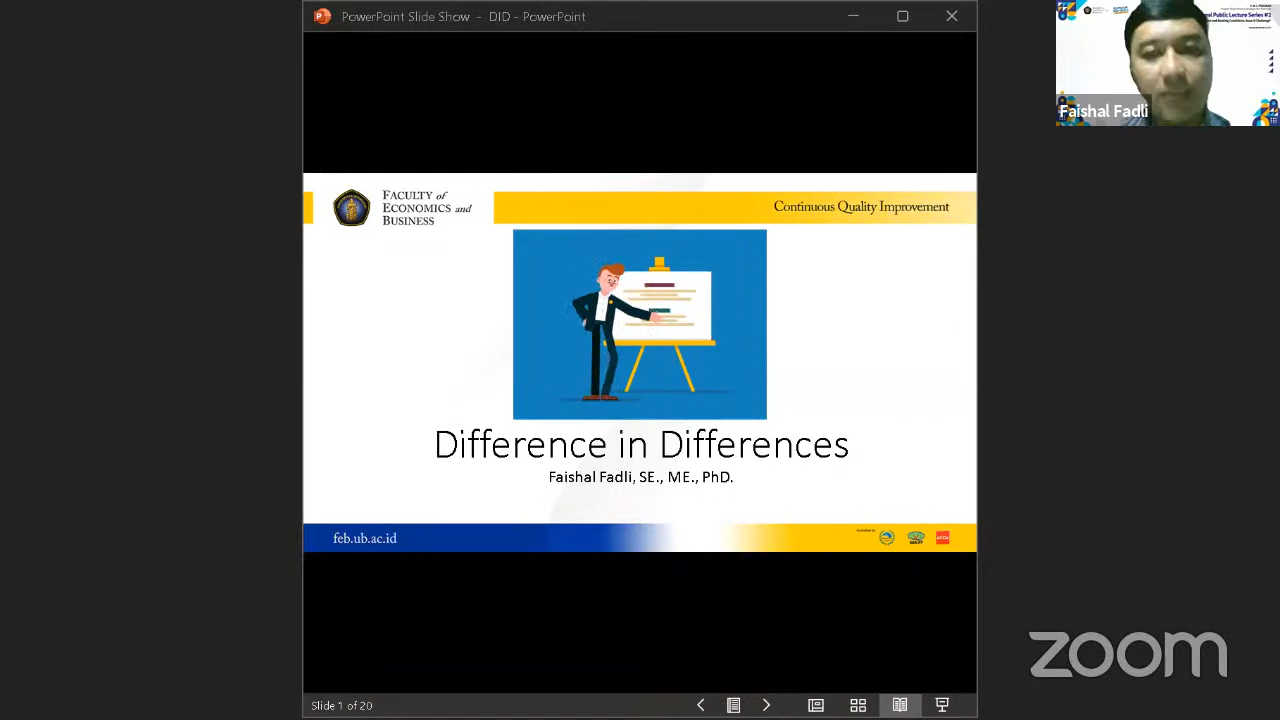 PowerPoint Slide Show - DID - PowerPoint
Faishal Fadli
FACULTY of
ECONOMICS and
BUSINESS
Continuous Quality Improvement
Difference in Differences
Faishal Fadli, SE., ME., PhD.
feb.ub.ac.id
ACCA
zoom
Slide 1 of 20